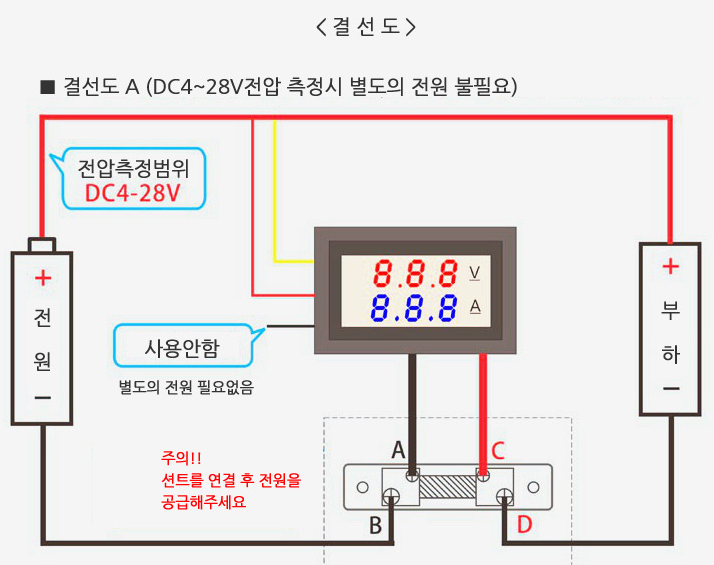 < 결 선 도 >
■ 결선도 A (DC4~28V전압 측정시 별도의 전원 불필요)
전압측정범위
DC4-28V
+
전
원
−
8.8.8 V
8.8.8 A
+
부
하
−
사용안함
별도의 전원 필요없음
주의!!
션트를 연결 후 전원을
공급해주세요
A
C
B
D